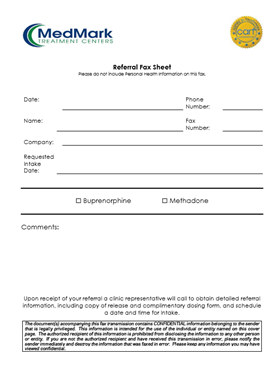 MedMark
TREATMENT CENTERS
carf
Referral Fax Sheet
Please do not include Personal Health Information on this fax.
Date: Phone Number:
Name: Fax Number:
Company:
Requested
Intake
Date:
☐ Buprenorphine ☐ Methadone
Comments:
Upon receipt of your referral a clinic representative will call to obtain detailed referral
information, including copy of release and complimentary dosing form, and schedule
a date and time for intake.
The document(s) accompanying this fax transmission contains CONFIDENTIAL information belonging to the sender
that is legally privileged. This information is intended for the use of the individual or entity named on this cover
page. The authorized recipient of this information is prohibited from disclosing the information to any other person
or entity. If you are not the authorized recipient and have received this transmission in error, please notify the
sender immediately and destroy the information that was faxed in error. Please keep any information you may have
viewed confidential.